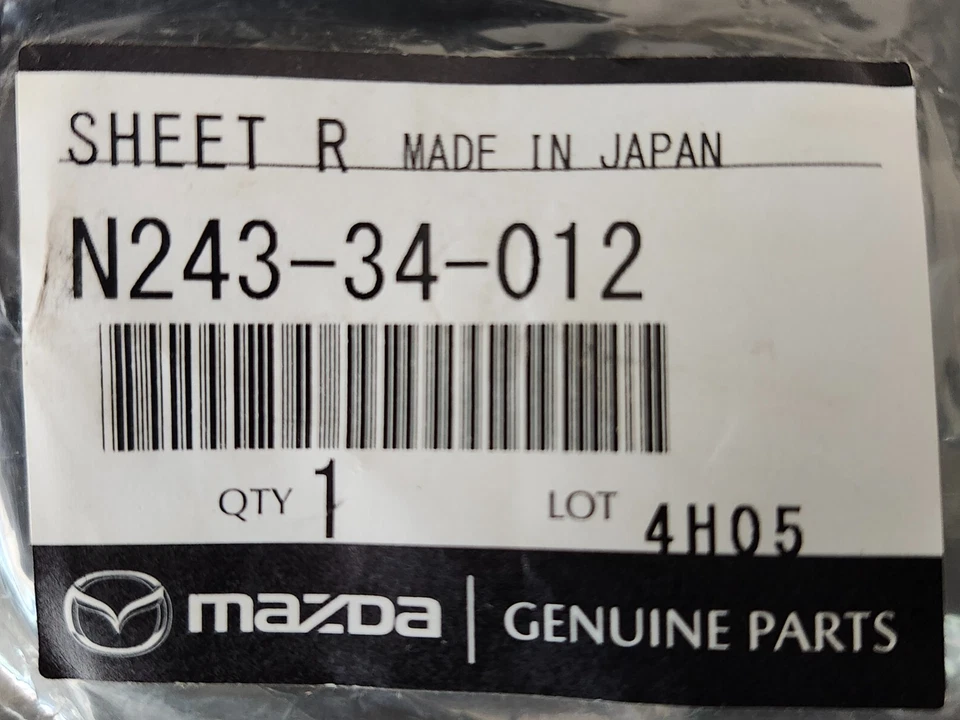 SHEET R MADE IN JAPAN
N243-34-012
QTY 1 LOT 4H05
mazda GENUINE PARTS